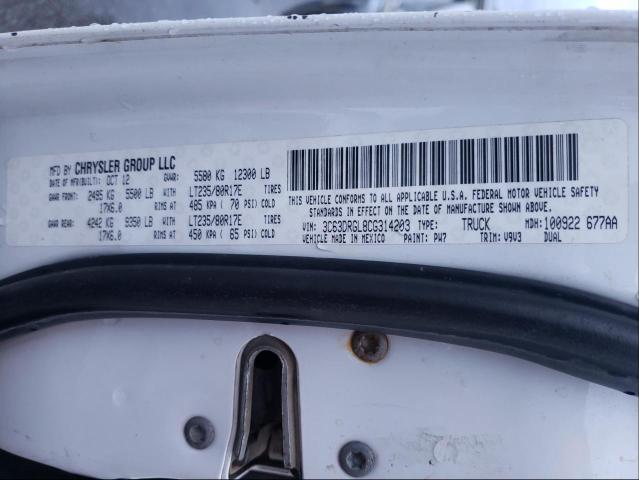 MFD BY CHRYSLER GROUP LLC
DATE OF MFR(BUILT): OCT 12 GVWR: 5580 KG 12300 LB
GAWR FRONT: 2495 KG 5500 LB WITH LT235/80R17E TIRES
17X6.0 RIMS AT 485 KPA ( 70 PSI) COLD
GAWR REAR: 4242 KG 9350 LB WITH LT235/80R17E TIRES
17X6.0 RIMS AT 450 KPA ( 65 PSI) COLD
THIS VEHICLE CONFORMS TO ALL APPLICABLE U.S.A. FEDERAL MOTOR VEHICLE SAFETY
STANDARDS IN EFFECT ON THE DATE OF MANUFACTURE SHOWN ABOVE.
VIN: 3C63DRGL8CG314203 TYPE: TRUCK MDH:100922 677AA
VEHICLE MADE IN MEXICO PAINT: PW7 TRIM: V9V3 DUAL